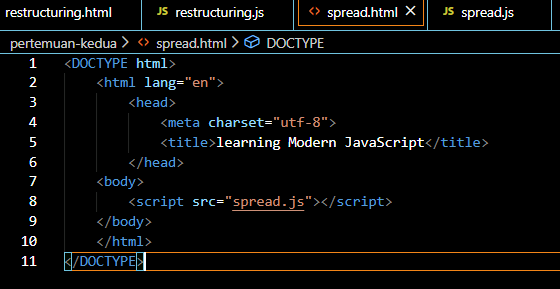 restructuring.html JS restructuring.js <> spread.html × JS spread.js
pertemuan-kedua > <> spread.html > DOCTYPE
1 <DOCTYPE html>
2 <html lang="en">
3 <head>
4 <meta charset="utf-8">
5 <title>learning Modern JavaScript</title>
6 </head>
7 <body>
8 <script src="spread.js"></script>
9 </body>
10 </html>
11 </DOCTYPE>